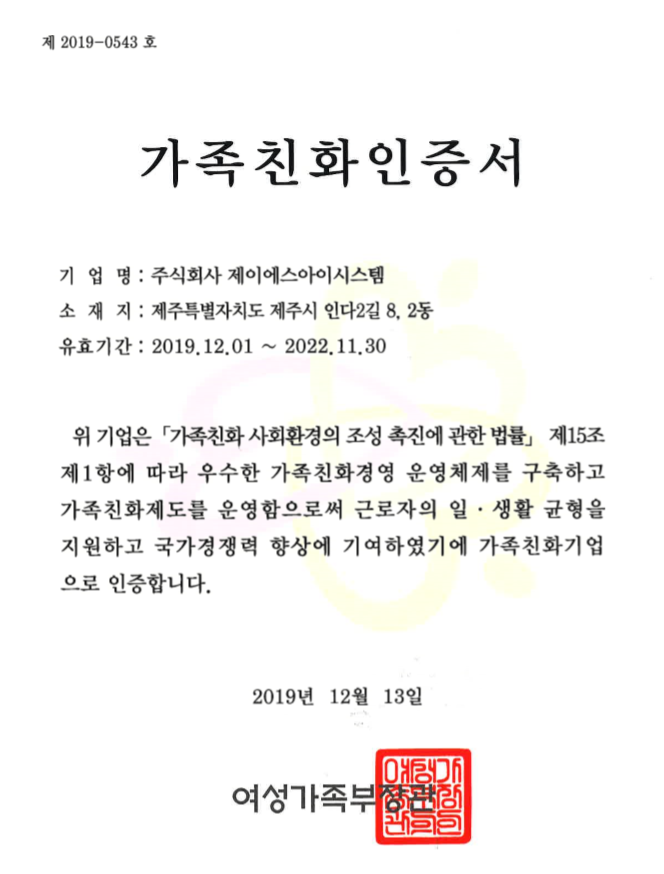 제 2019-0543 호
가족친화인증서
기 업 명 : 주식회사 제이에스아이시스템
소 재 지 : 제주특별자치도 제주시 인다2길 8, 2동
유효기간 : 2019.12.01 ~ 2022.11.30
위 기업은 「가족친화 사회환경의 조성 촉진에 관한 법률」 제15조
제1항에 따라 우수한 가족친화경영 운영체제를 구축하고
가족친화제도를 운영함으로써 근로자의 일 · 생활 균형을
지원하고 국가경쟁력 향상에 기여하였기에 가족친화기업
으로 인증합니다.
2019년 12월 13일
여성가족부장관